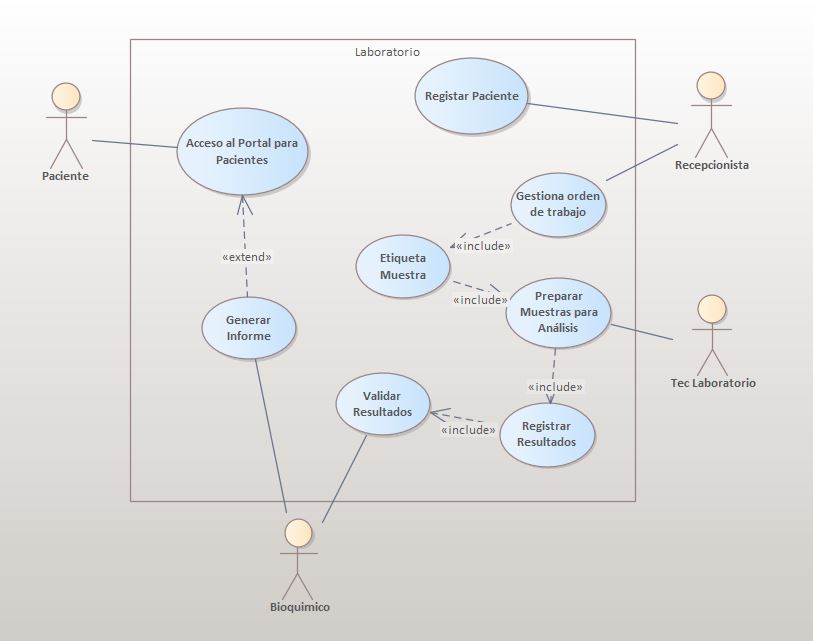 Laboratorio
Registar Paciente
Acceso al Portal para
Pacientes
Paciente
Recepcionista
Gestiona orden
de trabajo
«include»
Etiqueta
Muestra
«extend»
«include»
Preparar
Muestras para
Análisis
Generar
Informe
Tec Laboratorio
«include»
Validar
Resultados
«include»
Registrar
Resultados
Bioquimico